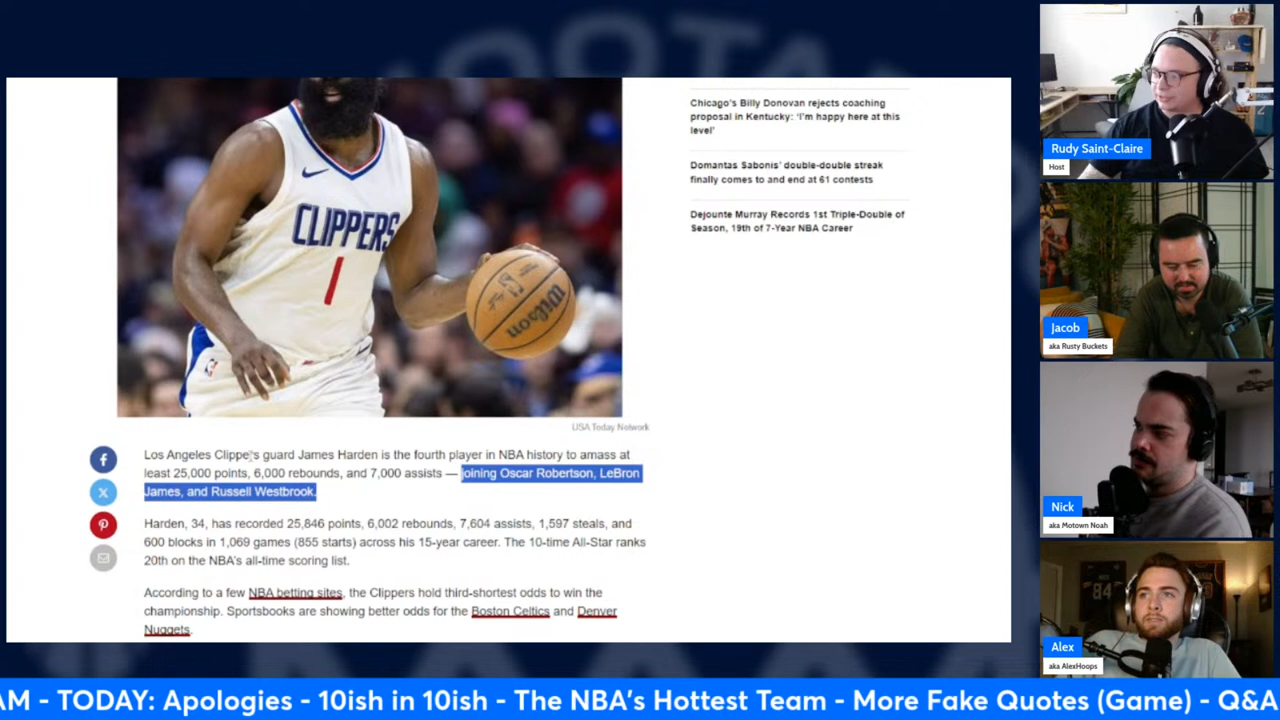 CLIPPERS
1
Wilson
USA Today Network
Los Angeles Clippers guard James Harden is the fourth player in NBA history to amass at
least 25,000 points, 6,000 rebounds, and 7,000 assists — joining Oscar Robertson, LeBron
James, and Russell Westbrook.
Harden, 34, has recorded 25,846 points, 6,002 rebounds, 7,604 assists, 1,597 steals, and
600 blocks in 1,069 games (855 starts) across his 15-year career. The 10-time All-Star ranks
20th on the NBA's all-time scoring list.
According to a few NBA betting sites, the Clippers hold third-shortest odds to win the
championship. Sportsbooks are showing better odds for the Boston Celtics and Denver
Nuggets.
Chicago's Billy Donovan rejects coaching
proposal in Kentucky: 'I'm happy here at this
level'
Domantas Sabonis' double-double streak
finally comes to and end at 61 contests
Dejounte Murray Records 1st Triple-Double of
Season, 19th of 7-Year NBA Career
Rudy Saint-Claire
Host
Jacob
aka Rusty Buckets
Nick
aka Motown Noah
84
Alex
aka AlexHoops
AM - TODAY: Apologies - 10ish in 10ish - The NBA's Hottest Team - More Fake Quotes (Game) - Q&A